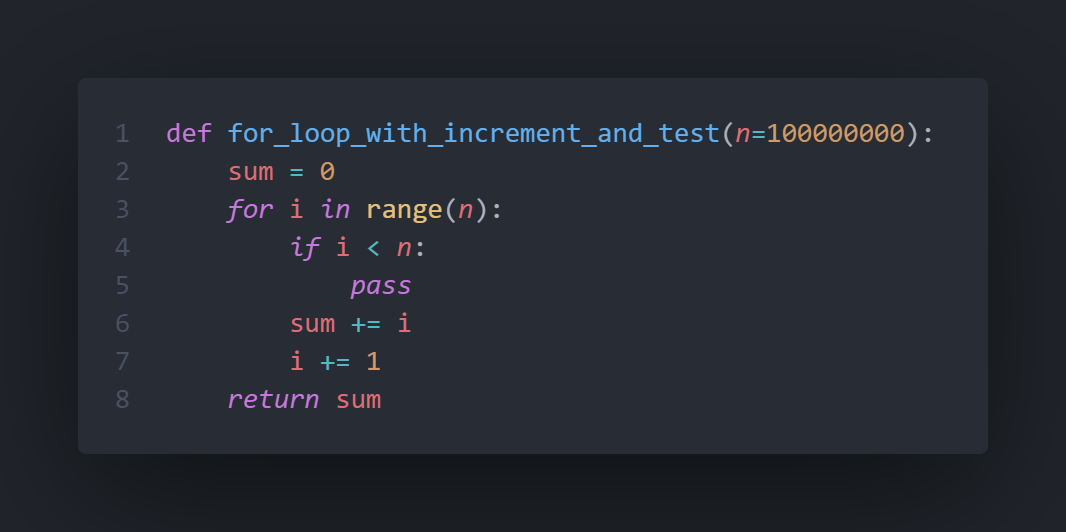 1 def for_loop_with_increment_and_test(n=100000000):
2     sum = 0
3     for i in range(n):
4         if i < n:
5             pass
6         sum += i
7         i += 1
8     return sum